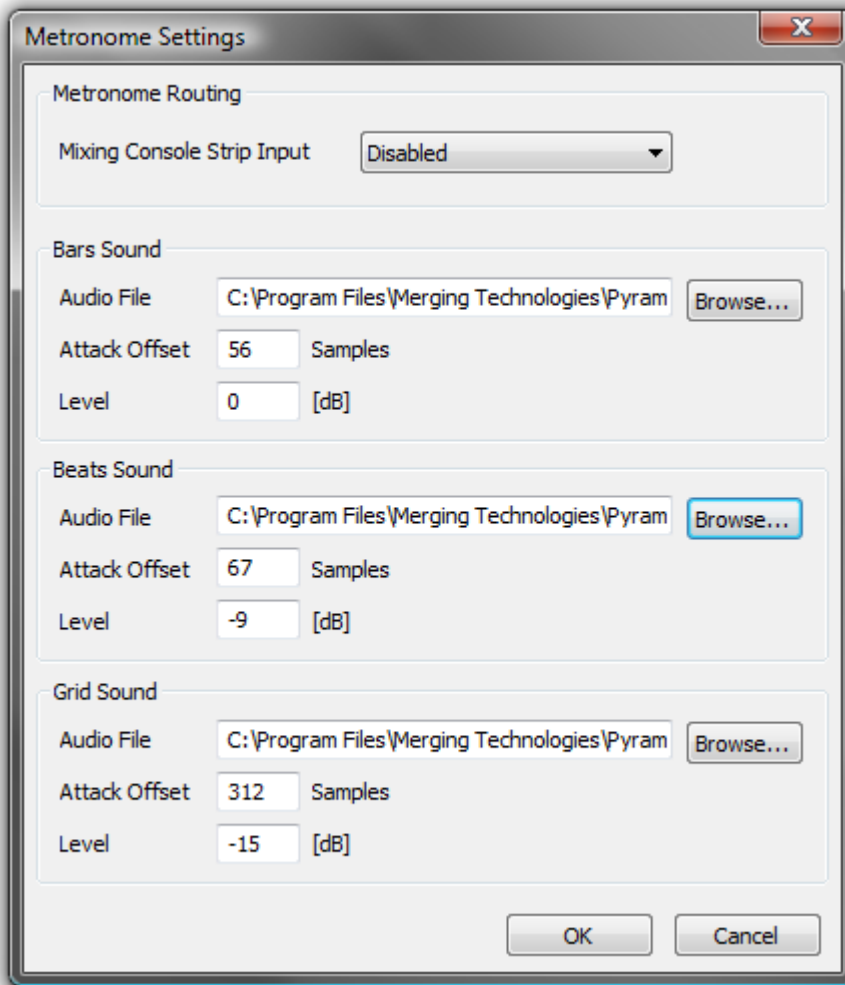 Metronome Settings
Metronome Routing
Mixing Console Strip Input Disabled
Bars Sound
Audio File C:\Program Files\Merging Technologies\Pyram Browse...
Attack Offset 56 Samples
Level 0 [dB]
Beats Sound
Audio File C:\Program Files\Merging Technologies\Pyram Browse...
Attack Offset 67 Samples
Level -9 [dB]
Grid Sound
Audio File C:\Program Files\Merging Technologies\Pyram Browse...
Attack Offset 312 Samples
Level -15 [dB]
OK Cancel